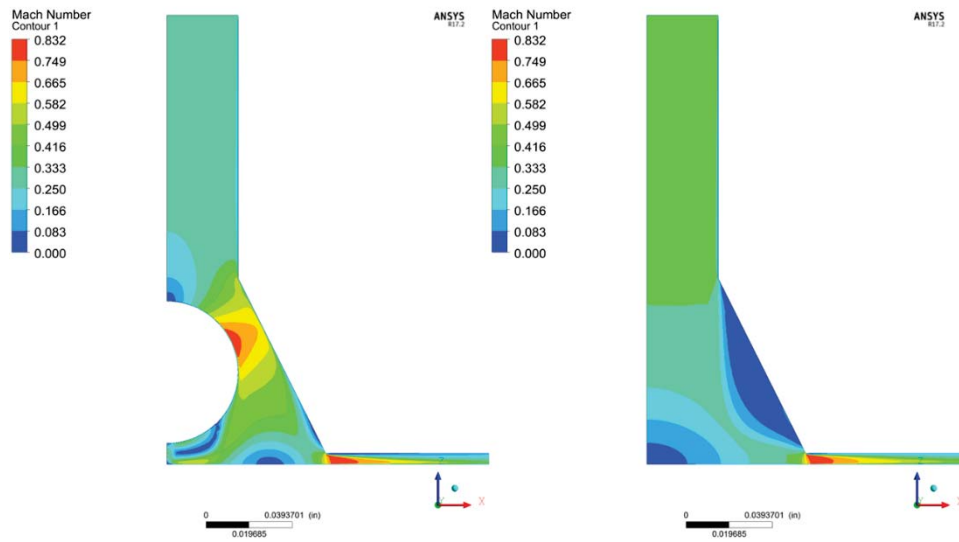 Mach Number
Contour 1
0.832
0.749
0.665
0.582
0.499
0.416
0.333
0.250
0.166
0.083
0.000
ANSYS
R17.2
0
0.0393701 (in)
0.019685
X
Mach Number
Contour 1
0.832
0.749
0.665
0.582
0.499
0.416
0.333
0.250
0.166
0.083
0.000
ANSYS
R17.2
0
0.0393701 (in)
0.019685
X